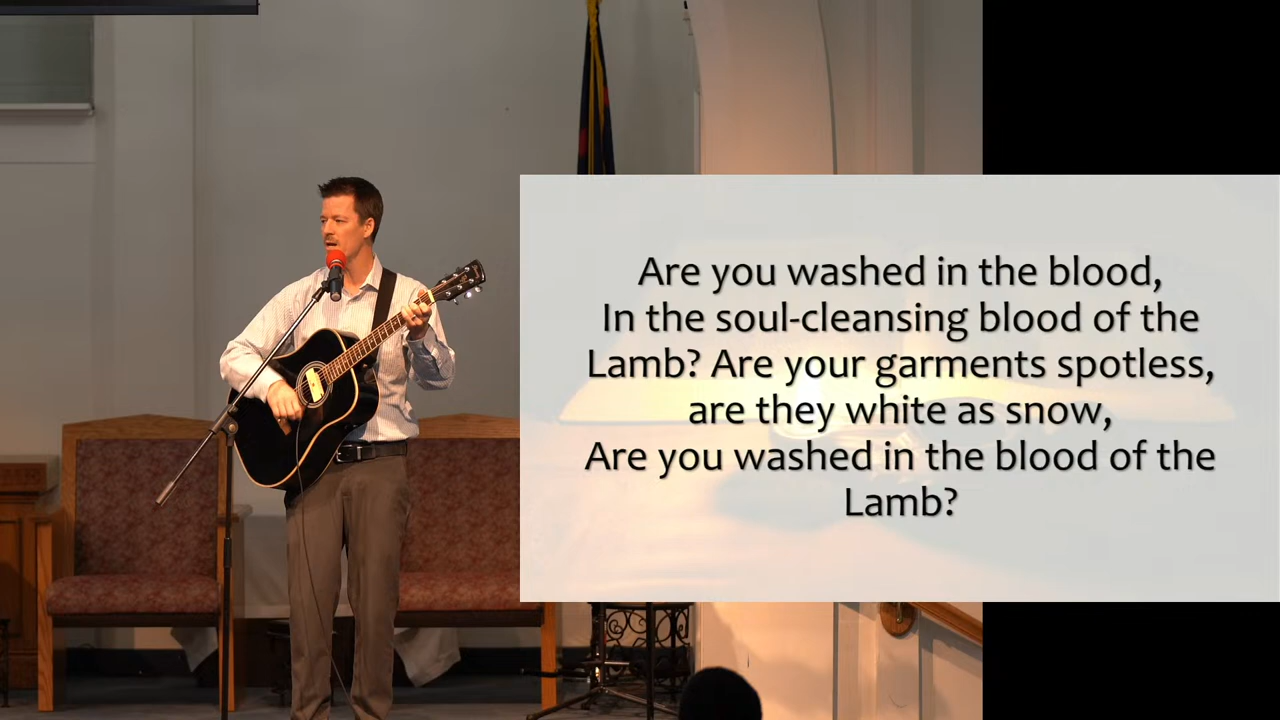 Are you washed in the blood,
In the soul-cleansing blood of the
Lamb? Are your garments spotless,
are they white as snow,
Are you washed in the blood of the
Lamb?